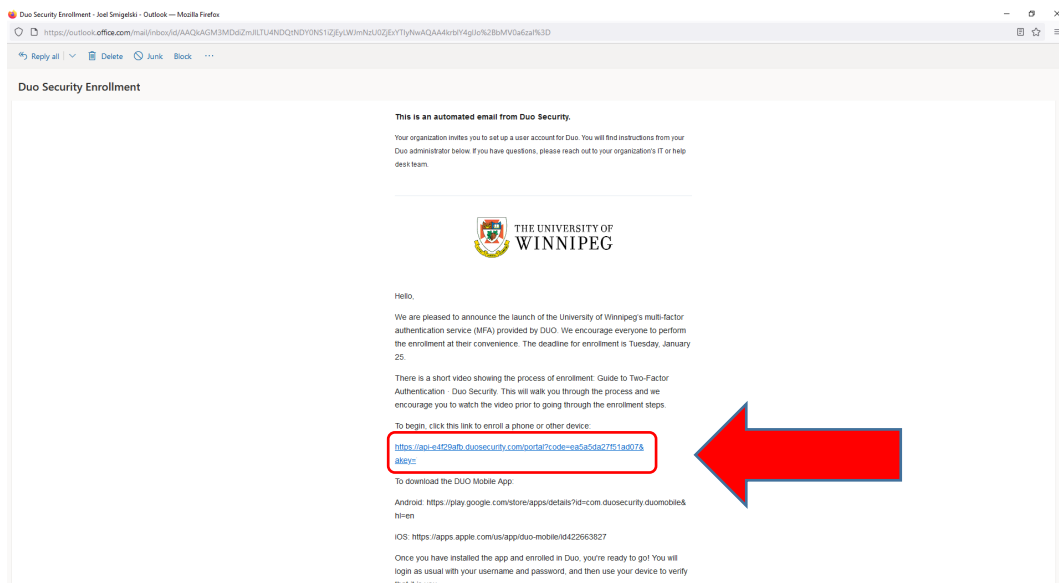 Duo Security Enrollment - Joel Smigelski - Outlook — Mozilla Firefox
Reply all Delete Junk Block ...
Duo Security Enrollment
This is an automated email from Duo Security.
Your organization invites you to set up a user account for Duo. You will find instructions from your
Duo administrator below. If you have questions, please reach out to your organization's IT or help
desk team.
THE UNIVERSITY OF
WINNIPEG
Hello,
We are pleased to announce the launch of the University of Winnipeg's multi-factor
authentication service (MFA) provided by DUO. We encourage everyone to perform
the enrollment at their convenience. The deadline for enrollment is Tuesday, January
25.
There is a short video showing the process of enrollment: Guide to Two-Factor
Authentication · Duo Security. This will walk you through the process and we
encourage you to watch the video prior to going through the enrollment steps.
To begin, click this link to enroll a phone or other device:
https://api-e4f29afb.duosecurity.com/portal?code=ea5a5da27f51ad07&
akey=
To download the DUO Mobile App:
Android: https://play.google.com/store/apps/details?id=com.duosecurity.duomobile&
hl=en
iOS: https://apps.apple.com/us/app/duo-mobile/id422663827
Once you have installed the app and enrolled in Duo, you're ready to go! You will
login as usual with your username and password, and then use your device to verify